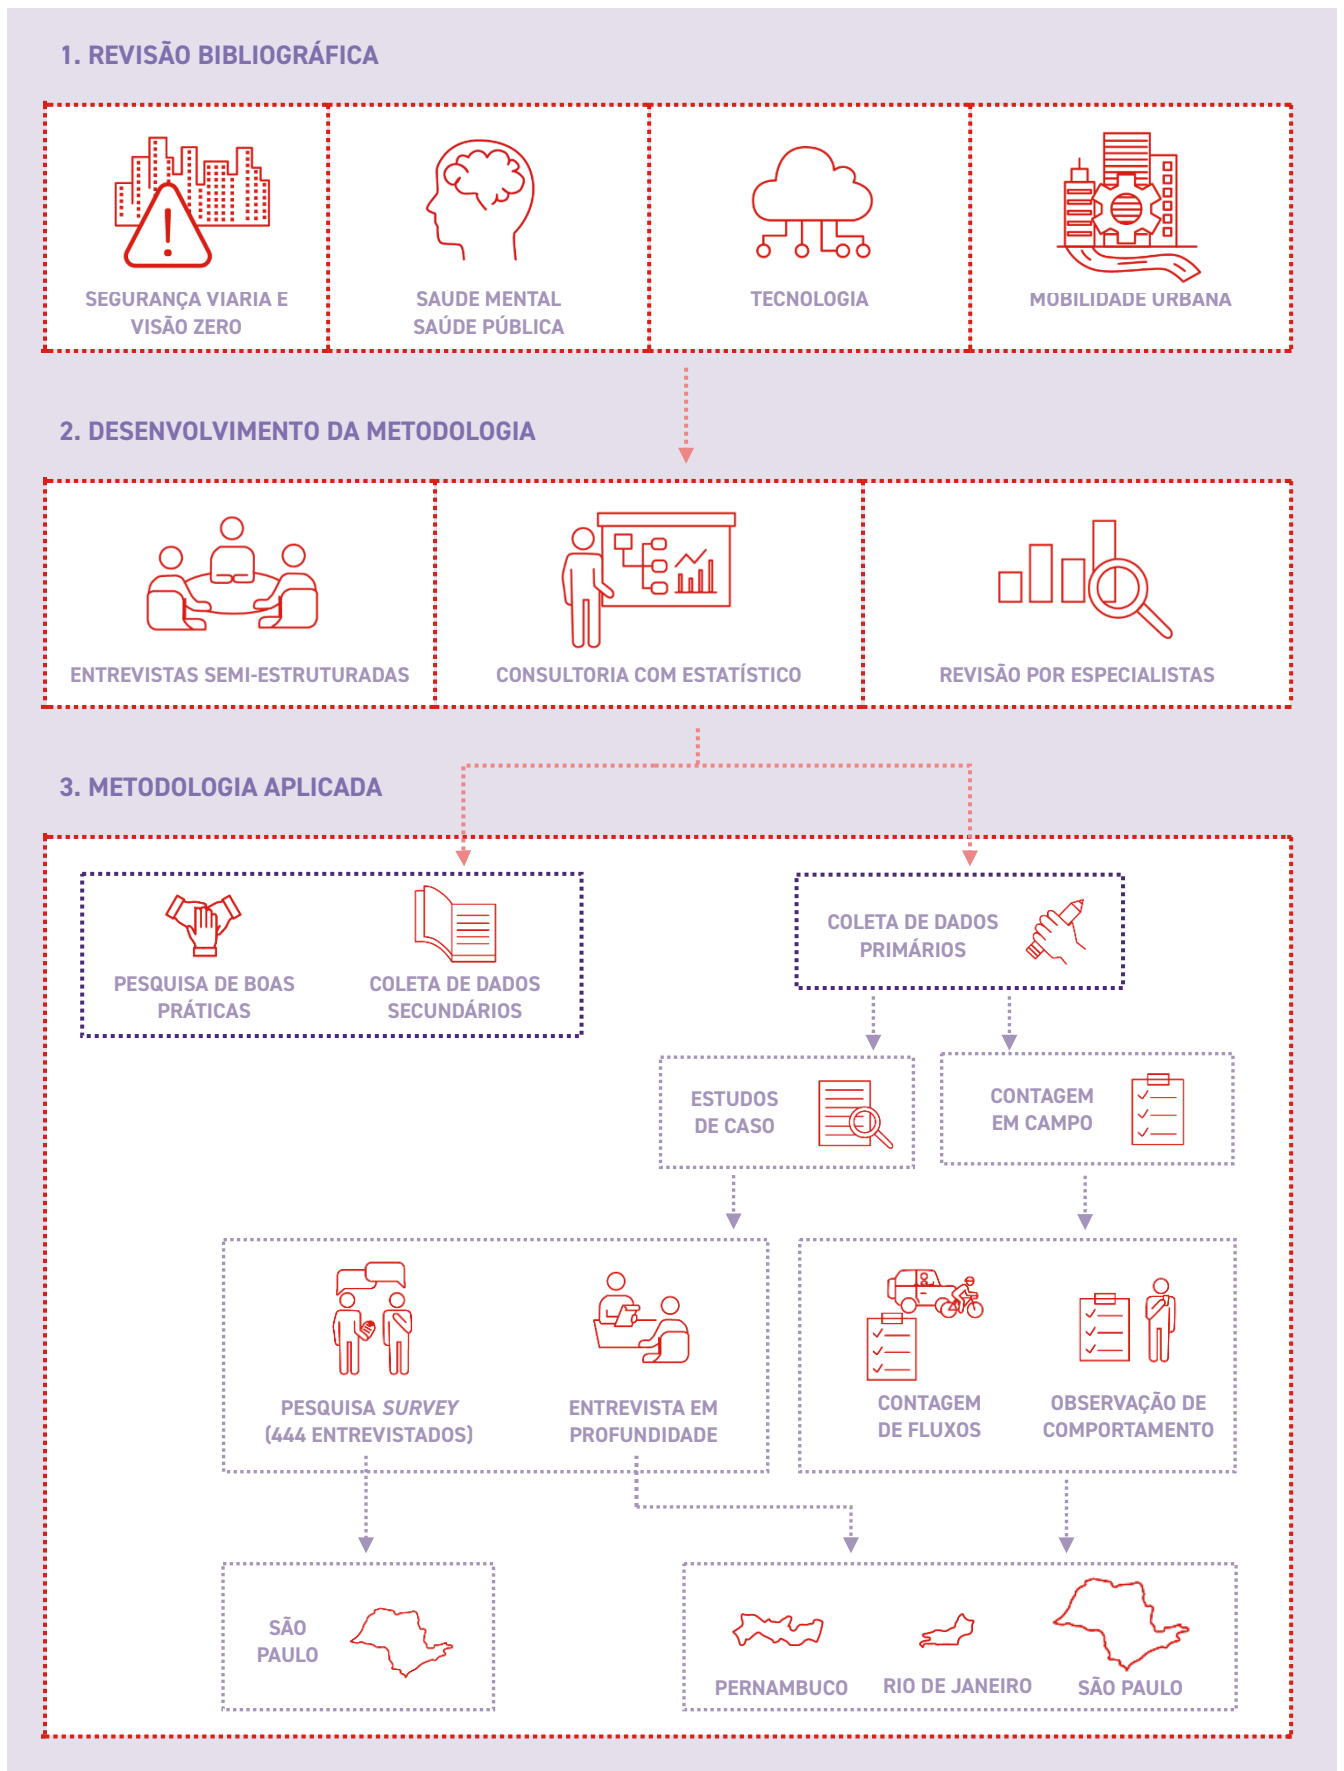 1. REVISÃO BIBLIOGRÁFICA
SEGURANÇA VIARIA E
VISÃO ZERO
SAUDE MENTAL
SAÚDE PÚBLICA
TECNOLOGIA
MOBILIDADE URBANA
2. DESENVOLVIMENTO DA METODOLOGIA
ENTREVISTAS SEMI-ESTRUTURADAS
CONSULTORIA COM ESTATÍSTICO
REVISÃO POR ESPECIALISTAS
3. METODOLOGIA APLICADA
PESQUISA DE BOAS
PRÁTICAS
COLETA DE DADOS
SECUNDÁRIOS
COLETA DE DADOS
PRIMÁRIOS
ESTUDOS
DE CASO
CONTAGEM
EM CAMPO
PESQUISA SURVEY
(444 ENTREVISTADOS)
ENTREVISTA EM
PROFUNDIDADE
CONTAGEM
DE FLUXOS
OBSERVAÇÃO DE
COMPORTAMENTO
SÃO
PAULO
PERNAMBUCO
RIO DE JANEIRO
SÃO PAULO